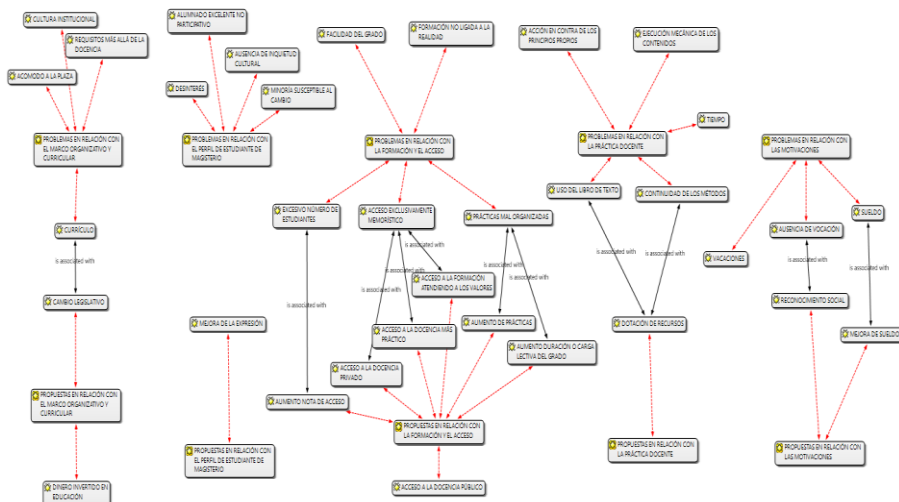 CULTURA INSTITUCIONAL
REQUISITOS MÁS ALLÁ DE LA
DOCENCIA
ACOMODO A LA PLAZA
PROBLEMAS EN RELACIÓN CON
EL MARCO ORGANIZATIVO Y
CURRICULAR
CURRÍCULO
is associated with
CAMBIO LEGISLATIVO
PROPUESTAS EN RELACIÓN CON
EL MARCO ORGANIZATIVO Y
CURRICULAR
DINERO INVERTIDO EN
EDUCACIÓN
ALUMNADO EXCELENTE NO
PARTICIPATIVO
AUSENCIA DE INQUIETUD
CULTURAL
DESINTERÉS
MINORÍA SUSCEPTIBLE AL
CAMBIO
PROBLEMAS EN RELACIÓN CON
EL PERFIL DE ESTUDIANTE DE
MAGISTERIO
MEJORA DE LA EXPRESIÓN
PROPUESTAS EN RELACIÓN CON
EL PERFIL DE ESTUDIANTE DE
MAGISTERIO
FACILIDAD DEL GRADO
FORMACIÓN NO LIGADA A LA
REALIDAD
PROBLEMAS EN RELACIÓN CON LA
FORMACIÓN Y EL ACCESO
EXCESIVO NÚMERO DE
ESTUDIANTES
ACCESO EXCLUSIVAMENTE
MEMORÍSTICO
PRÁCTICAS MAL ORGANIZADAS
is associated with
is associated with
is associated with
is associated with
is associated with
is associated with
ACCESO A LA FORMACIÓN
ATENDIENDO A LOS VALORES
ACCESO A LA DOCENCIA MÁS
PRÁCTICO
AUMENTO DE PRÁCTICAS
AUMENTO DURACIÓN O CARGA
LECTIVA DEL GRADO
ACCESO A LA DOCENCIA
PRIVADO
AUMENTO NOTA DE ACCESO
PROPUESTAS EN RELACIÓN CON
LA FORMACIÓN Y EL ACCESO
ACCESO A LA DOCENCIA PÚBLICO
ACCIÓN EN CONTRA DE LOS
PRINCIPIOS PROPIOS
EJECUCIÓN MECÁNICA DE LOS
CONTENIDOS
TIEMPO
PROBLEMAS EN RELACIÓN CON
LA PRÁCTICA DOCENTE
USO DEL LIBRO DE TEXTO
CONTINUIDAD DE LOS MÉTODOS
is associated with
is associated with
DOTACIÓN DE RECURSOS
PROPUESTAS EN RELACIÓN CON
LA PRÁCTICA DOCENTE
PROBLEMAS EN RELACIÓN CON
LAS MOTIVACIONES
SUELDO
AUSENCIA DE VOCACIÓN
VACACIONES
is associated with
is associated with
RECONOCIMIENTO SOCIAL
MEJORA DE SUELDO
PROPUESTAS EN RELACIÓN CON
LAS MOTIVACIONES